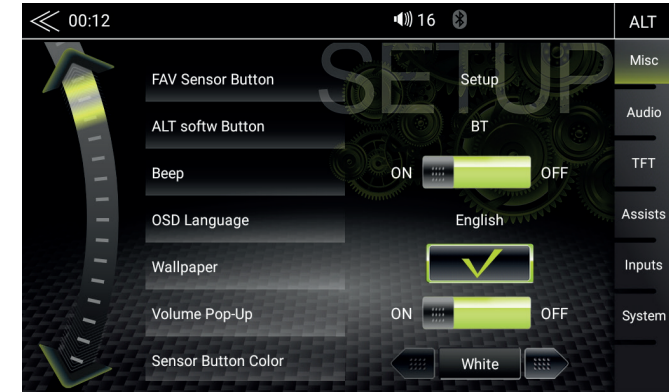 00:12 16 ALT
SETUP
FAV Sensor Button Setup
ALT softw Button BT
Beep ON OFF
OSD Language English
Wallpaper
Volume Pop-Up ON OFF
Sensor Button Color White
Misc
Audio
TFT
Assists
Inputs
System